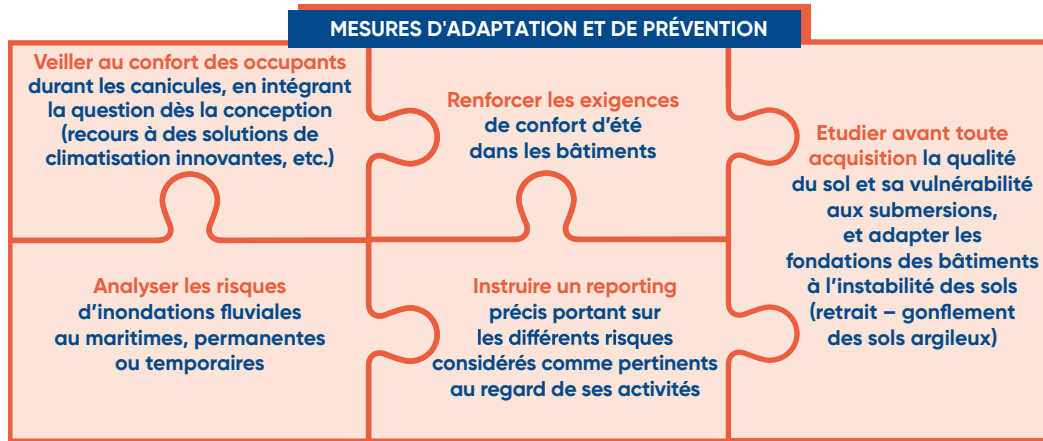 MESURES D'ADAPTATION ET DE PRÉVENTION
Veiller au confort des occupants
durant les canicules, en intégrant
la question dès la conception
(recours à des solutions de
climatisation innovantes, etc.)
Renforcer les exigences
de confort d’été
dans les bâtiments
Etudier avant toute
acquisition la qualité
du sol et sa vulnérabilité
aux submersions,
et adapter les
fondations des bâtiments
à l’instabilité des sols
(retrait – gonflement
des sols argileux)
Analyser les risques
d’inondations fluviales
au maritimes, permanentes
ou temporaires
Instruire un reporting
précis portant sur
les différents risques
considérés comme pertinents
au regard de ses activités